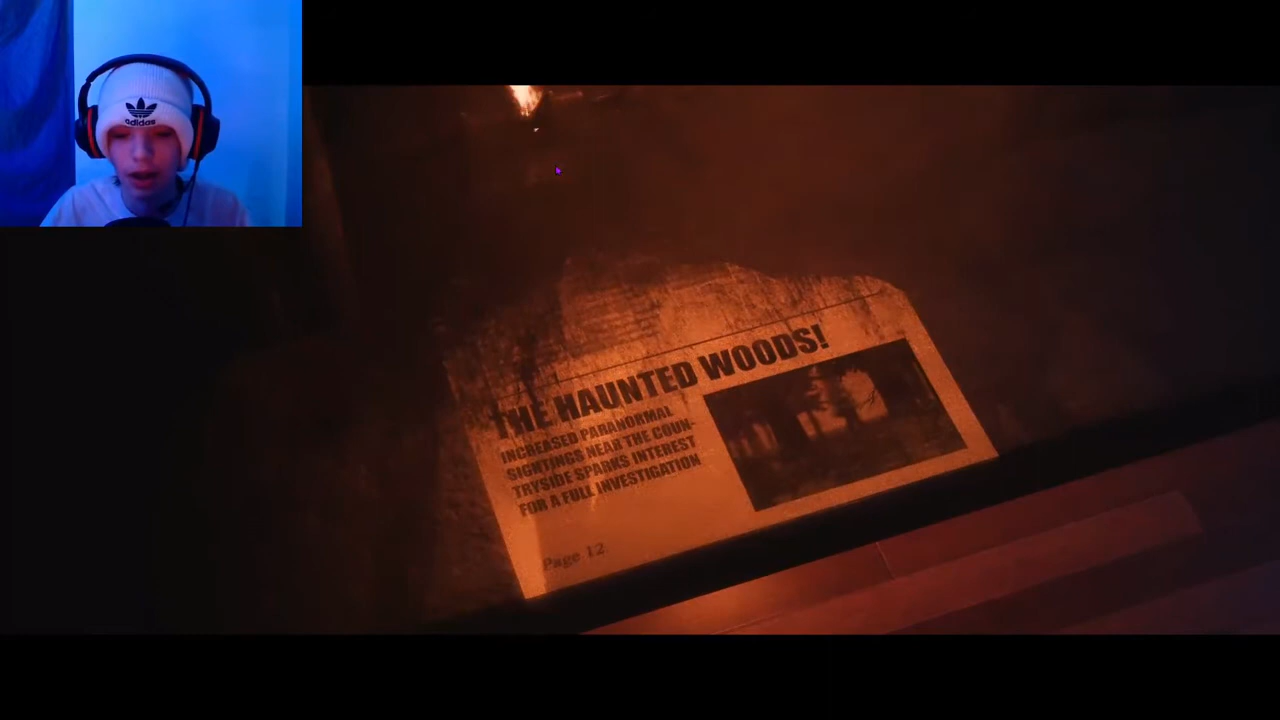 adidas
THE HAUNTED WOODS!
INCREASED PARANORMAL
SIGHTINGS NEAR THE COUN-
TRYSIDE SPARKS INTEREST
FOR A FULL INVESTIGATION
Page 12